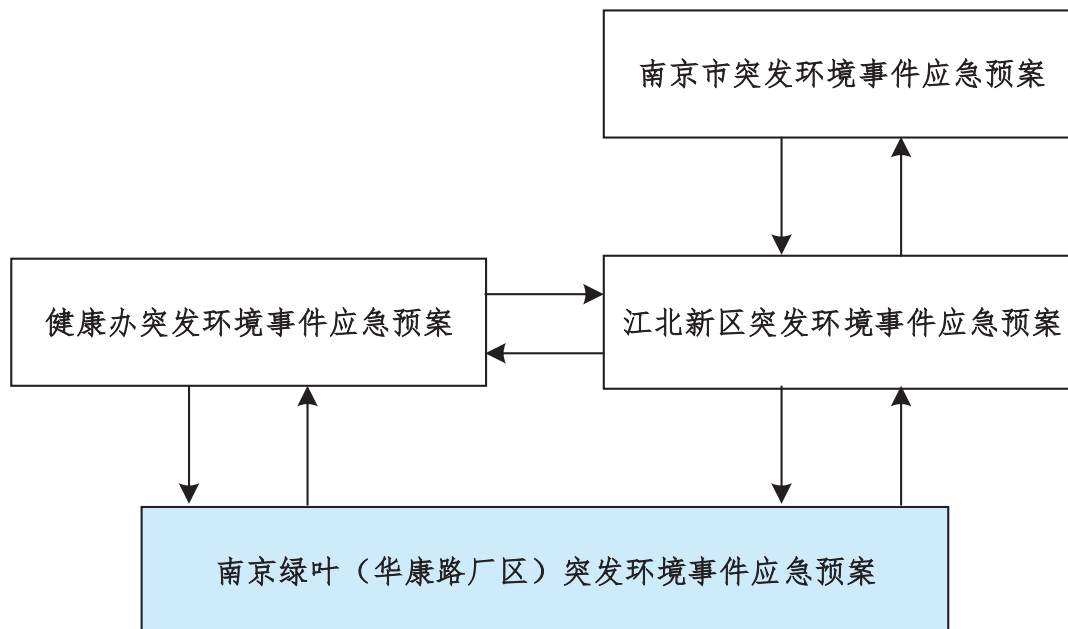 南京市突发环境事件应急预案
健康办突发环境事件应急预案
江北新区突发环境事件应急预案
南京绿叶（华康路厂区）突发环境事件应急预案